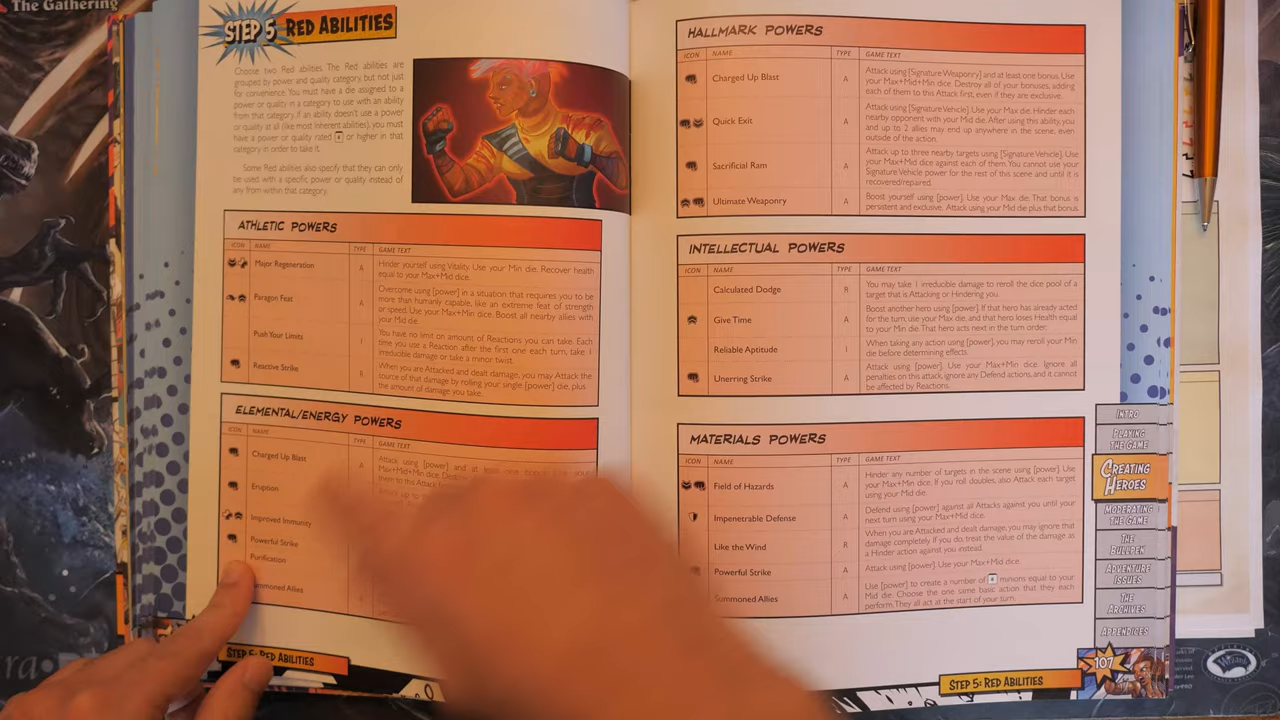 The Gathering
STEP 5 RED ABILITIES
Choose two Red abilities. The Red abilities are
grouped by power and quality category, but not just
for convenience. You must have a die assigned to a
power or quality in a category to use with an ability
from that category. If an ability doesn't use a power
or quality at all (like most Inherent abilities), you must
have a power or quality rated or higher in that
category in order to take it.
Some Red abilities also specify that they can only
be used with a specific power or quality instead of
any from within that category.
ATHLETIC POWERS
ICON NAME TYPE GAME TEXT
Major Regeneration A Hinder yourself using Vitality. Use your Min die. Recover health
equal to your Max+Mid dice.
Paragon Feat A Overcome using [power] in a situation that requires you to be
more than humanly capable, like an extreme feat of strength
or speed. Use your Max+Min dice. Boost all nearby allies with
your Mid die.
Push Your Limits I You have no limit on amount of Reactions you can take. Each
time you use a Reaction after the first one each turn, take 1
irreducible damage or take a minor twist.
Reactive Strike R When you are Attacked and dealt damage, you may Attack the
source of that damage by rolling your single [power] die, plus
the amount of damage you take.
ELEMENTAL/ENERGY POWERS
ICON NAME TYPE GAME TEXT
Charged Up Blast A Attack using [power] and at least one bonus. Use your
Max+Mid+Min dice. Destroy
them to this Attack
Eruption
Improved Immunity
Powerful Strike
Purification
Summoned Allies
STEP 5: RED ABILITIES
HALLMARK POWERS
ICON NAME TYPE GAME TEXT
Charged Up Blast A Attack using [Signature Weaponry] and at least one bonus. Use
your Max+Mid+Min dice. Destroy all of your bonuses, adding
each of them to this Attack first, even if they are exclusive.
Quick Exit A Attack using [Signature Vehicle]. Use your Max die. Hinder each
nearby opponent with your Mid die. After using this ability, you
and up to 2 allies may end up anywhere in the scene, even
outside of the action.
Sacrificial Ram A Attack up to three nearby targets using [Signature Vehicle]. Use
your Max+Mid dice against each of them. You cannot use your
Signature Vehicle power for the rest of this scene and until it is
recovered/repaired.
Ultimate Weaponry A Boost yourself using [power]. Use your Max die. That bonus is
persistent and exclusive. Attack using your Mid die plus that bonus.
INTELLECTUAL POWERS
ICON NAME TYPE GAME TEXT
Calculated Dodge R You may take 1 irreducible damage to reroll the dice pool of a
target that is Attacking or Hindering you.
Give Time A Boost another hero using [power]. If that hero has already acted
for the turn, use your Max die, and that hero loses Health equal
to your Min die. That hero acts next in the turn order.
Reliable Aptitude I When taking any action using [power], you may reroll your Min
die before determining effects.
Unerring Strike A Attack using [power]. Use your Max+Min dice. Ignore all
penalties on this attack, ignore any Defend actions, and it cannot
be affected by Reactions.
MATERIALS POWERS
ICON NAME TYPE GAME TEXT
Field of Hazards A Hinder any number of targets in the scene using [power]. Use
your Max+Min dice. If you roll doubles, also Attack each target
using your Mid die.
Impenetrable Defense A Defend using [power] against all Attacks against you until your
next turn using your Max+Mid dice.
Like the Wind R When you are Attacked and dealt damage, you may ignore that
damage completely. If you do, treat the value of the damage as
a Hinder action against you instead.
Powerful Strike A Attack using [power]. Use your Max+Mid dice.
Summoned Allies A Use [power] to create a number of minions equal to your
Mid die. Choose the one same basic action that they each
perform. They all act at the start of your turn.
INTRO
PLAYING
THE GAME
CREATING
HEROES
MODERATING
THE GAME
THE
BULLPEN
ADVENTURE
ISSUES
THE
ARCHIVES
APPENDICES
107
STEP 5: RED ABILITIES